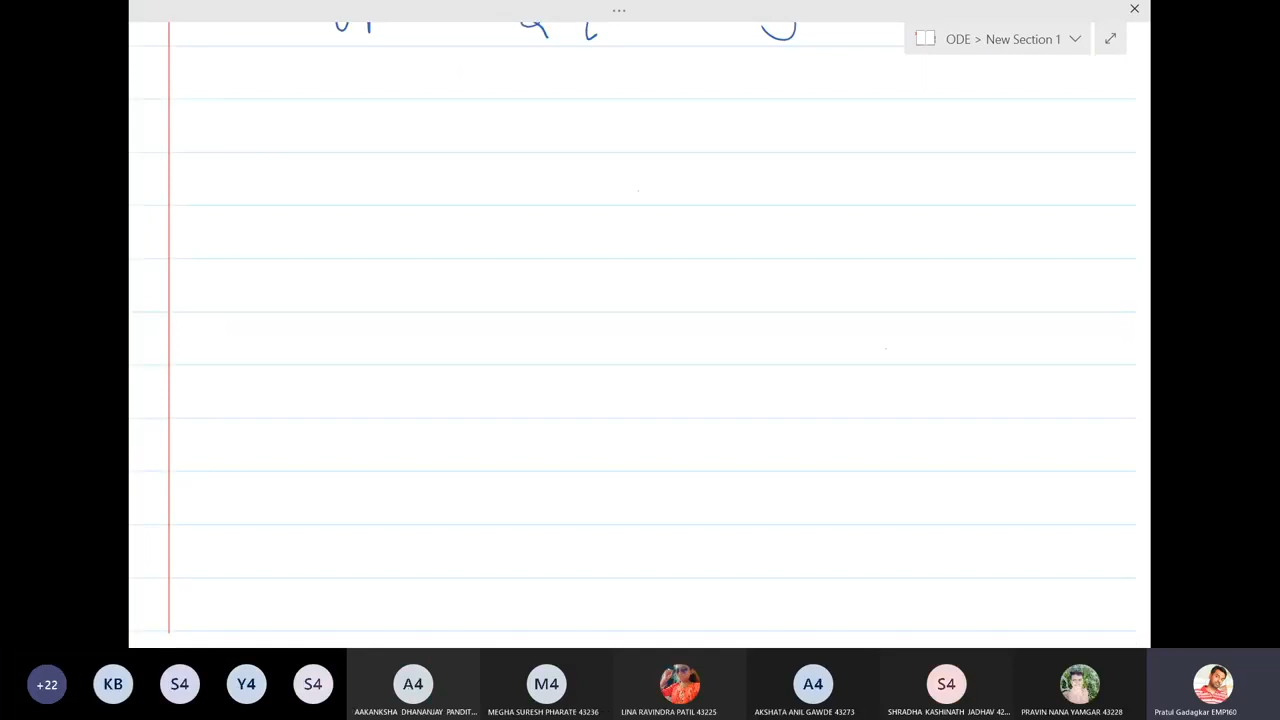 ODE > New Section 1
+22 KB S4 Y4 S4 A4 M4 A4 S4
AAKANKSHA DHANANJAY PANDIT... MEGHA SURESH PHARATE 43236 LINA RAVINDRA PATIL 43225 AKSHATA ANIL GAWDE 43273 SHRADHA KASHINATH JADHAV 42... PRAVIN NANA YAMGAR 43228 Pratul Gadagkar EMP160